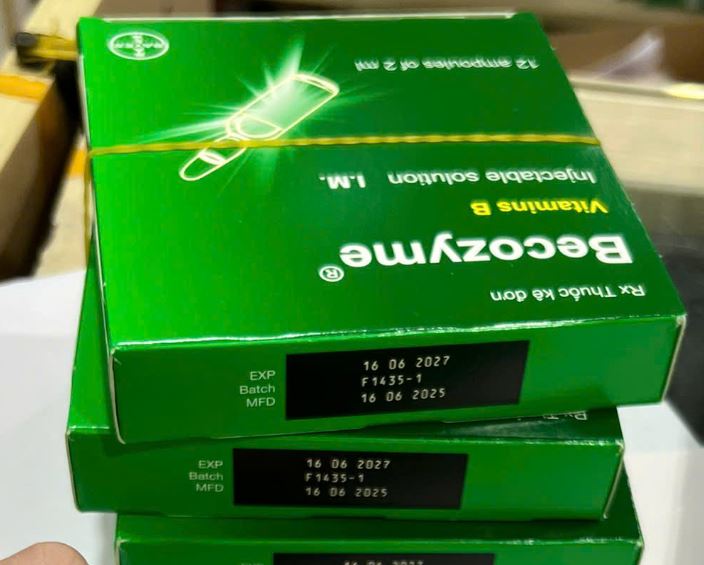 Rx Thuốc kê đơn
Becozyme®
Vitamins B
Injectable solution I.M.
12 ampoules of 2 ml
BAYER
EXP 16 06 2027
Batch F1435-1
MFD 16 06 2025
EXP 16 06 2027
Batch F1435-1
MFD 16 06 2025